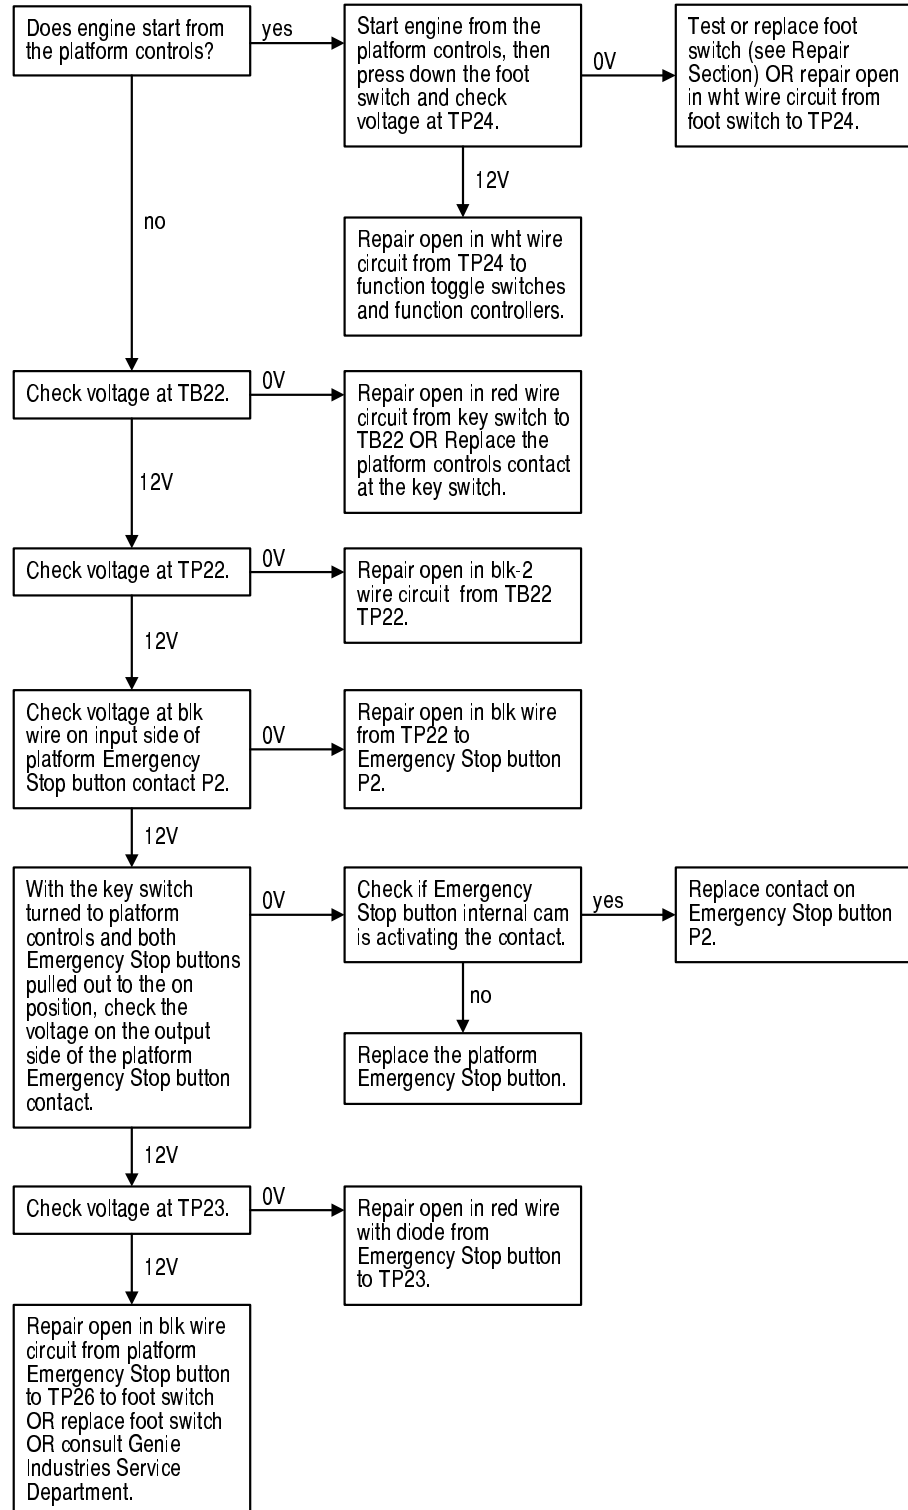 Does engine start from
the platform controls?
yes
Start engine from the
platform controls, then
press down the foot
switch and check
voltage at TP24.
0V
Test or replace foot
switch (see Repair
Section) OR repair open
in wht wire circuit from
foot switch to TP24.
12V
Repair open in wht wire
circuit from TP24 to
function toggle switches
and function controllers.
no
Check voltage at TB22.
0V
Repair open in red wire
circuit from key switch to
TB22 OR Replace the
platform controls contact
at the key switch.
12V
Check voltage at TP22.
0V
Repair open in blk-2
wire circuit from TB22
TP22.
12V
Check voltage at blk
wire on input side of
platform Emergency
Stop button contact P2.
0V
Repair open in blk wire
from TP22 to
Emergency Stop button
P2.
12V
With the key switch
turned to platform
controls and both
Emergency Stop buttons
pulled out to the on
position, check the
voltage on the output
side of the platform
Emergency Stop button
contact.
0V
Check if Emergency
Stop button internal cam
is activating the contact.
yes
Replace contact on
Emergency Stop button
P2.
no
Replace the platform
Emergency Stop button.
12V
Check voltage at TP23.
0V
Repair open in red wire
with diode from
Emergency Stop button
to TP23.
12V
Repair open in blk wire
circuit from platform
Emergency Stop button
to TP26 to foot switch
OR replace foot switch
OR consult Genie
Industries Service
Department.